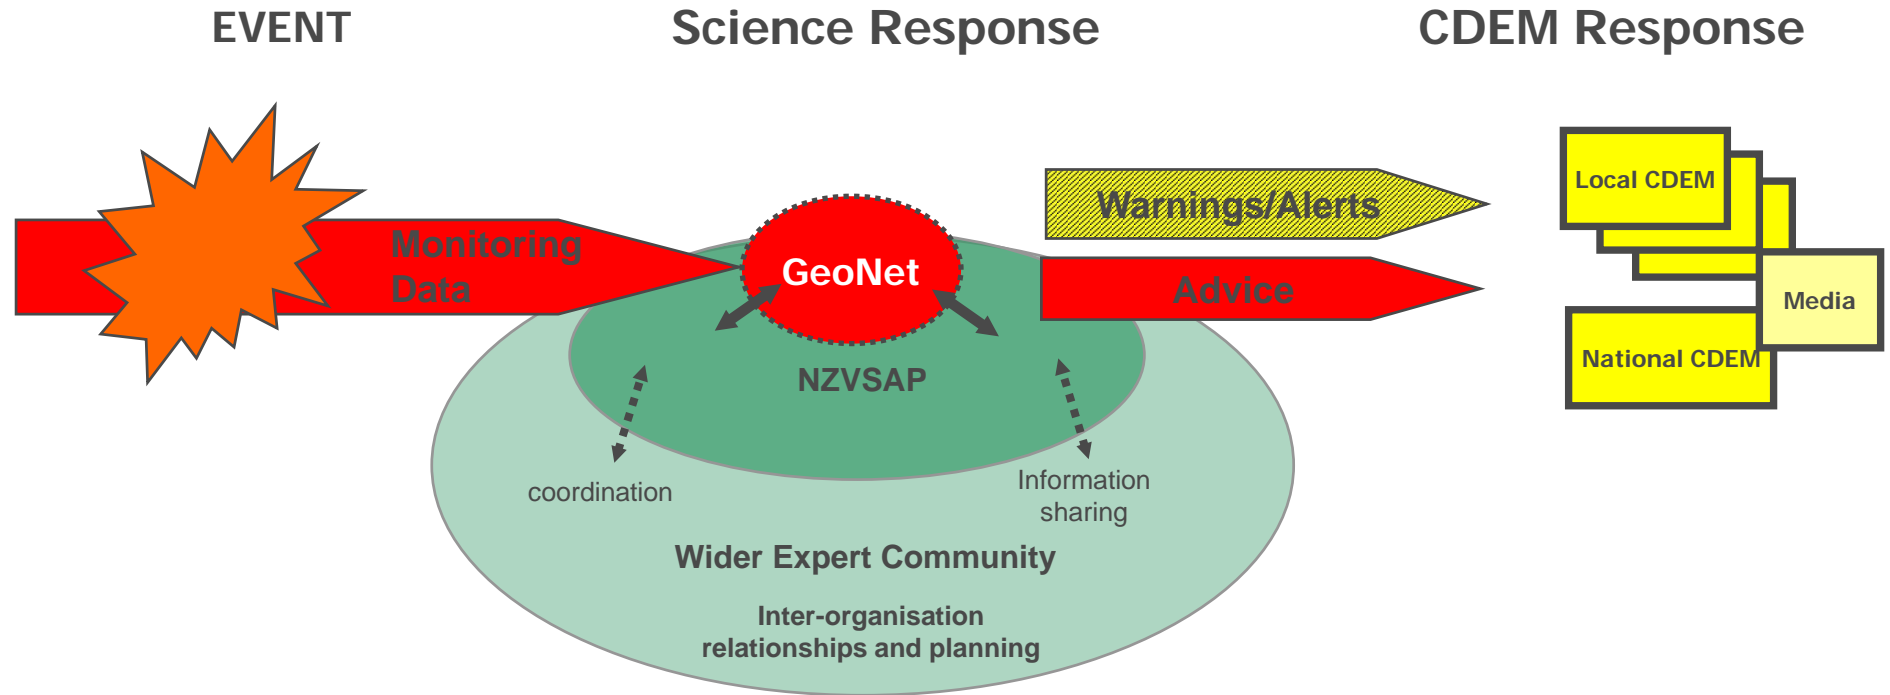 EVENT
Science Response
CDEM Response
Monitoring
Data
GeoNet
NZVSAP
coordination
Information
sharing
Wider Expert Community
Inter-organisation
relationships and planning
Warnings/Alerts
Advice
Local CDEM
Media
National CDEM